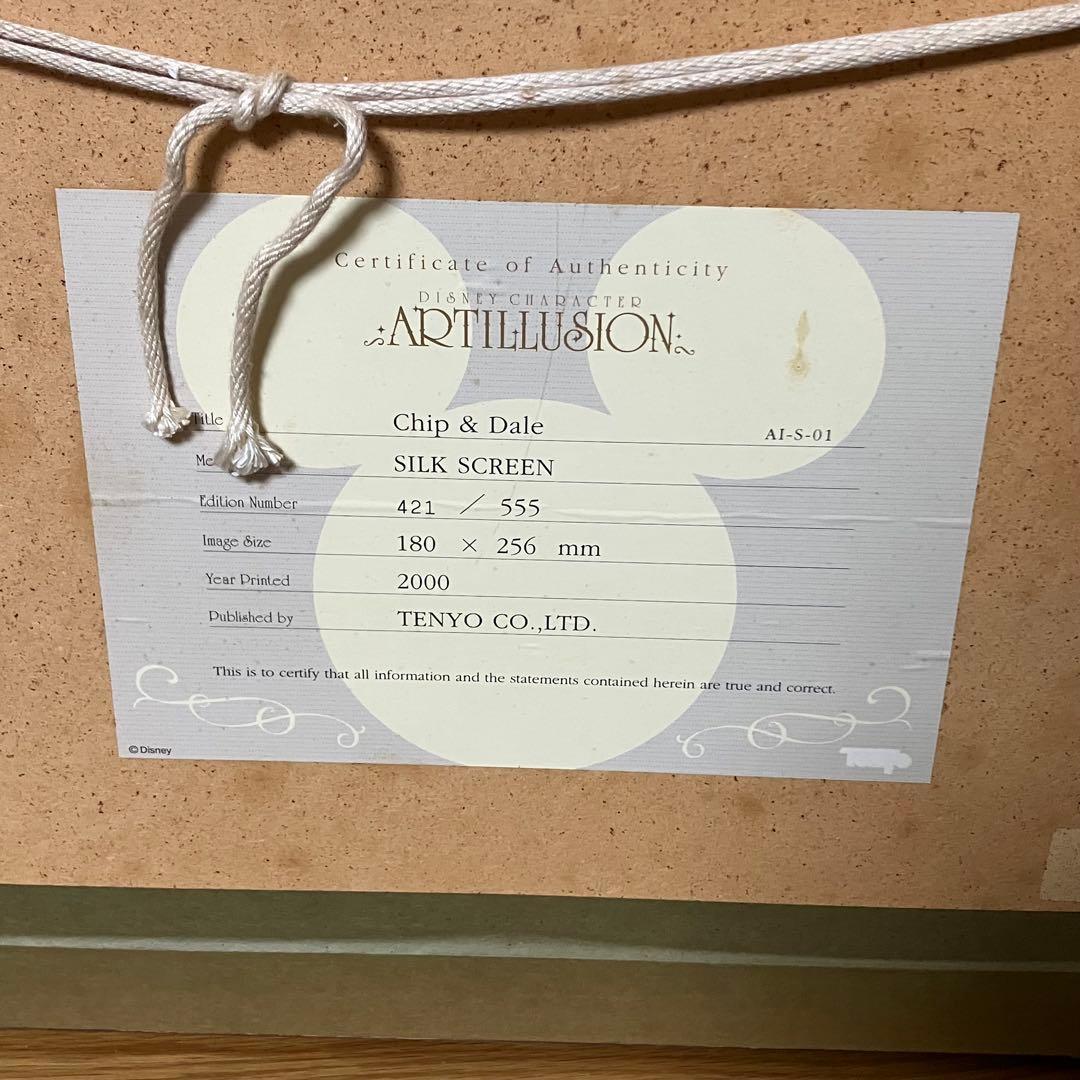 Certificate of Authenticity
DISNEY CHARACTER
ARTILLUSION
Title Chip & Dale AI-S-01
Me SILK SCREEN
Edition Number 421 / 555
Image Size 180 × 256 mm
Year Printed 2000
Published by TENYO CO.,LTD.
This is to certify that all information and the statements contained herein are true and correct.
© Disney